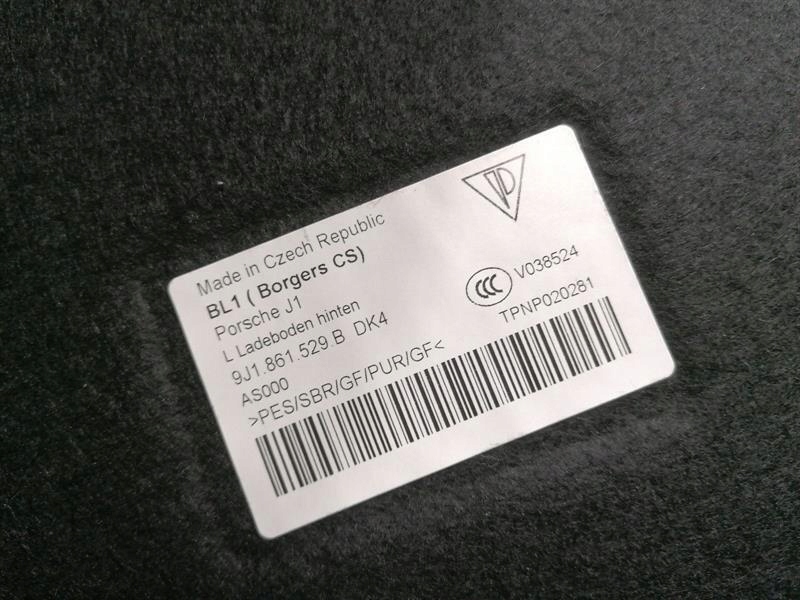 Made in Czech Republic
BL1 ( Borgers CS)
Porsche J1
L Ladeboden hinten
9J1.861.529.B DK4
AS000
>PES/SBR/GF/PUR/GF<
P
CCC V038524
TPNP020281